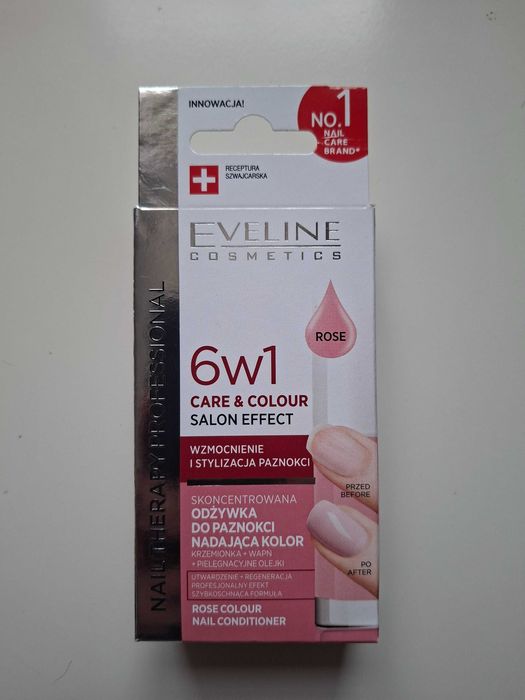 INNOWACJA!
NO.1
NAIL
CARE
BRAND*
RECEPTURA
SZWAJCARSKA
EVELINE
COSMETICS
ROSE
6w1
CARE & COLOUR
SALON EFFECT
WZMOCNIENIE
I STYLIZACJA PAZNOKCI
PRZED
BEFORE
SKONCENTROWANA
ODŻYWKA
DO PAZNOKCI
NADAJĄCA KOLOR
KRZEMIONKA + WAPŃ
+ PIELĘGNACYJNE OLEJKI
PO
AFTER
UTWARDZENIE + REGENERACJA
PROFESJONALNY EFEKT
SZYBKOSCHNĄCA FORMUŁA
ROSE COLOUR
NAIL CONDITIONER
NAIL THERAPY PROFESSIONAL